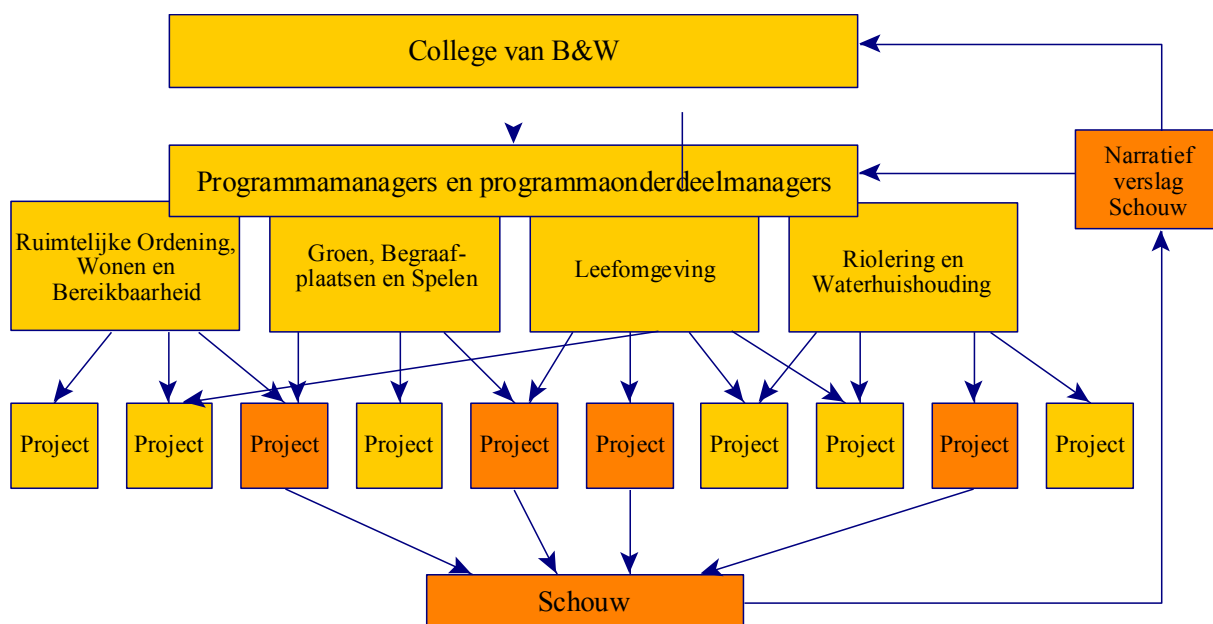 College van B&W
Programmamanagers en programmaonderdeelmanagers
Narratief
verslag
Schouw
Ruimtelijke Ordening,
Wonen en
Bereikbaarheid
Groen, Begraaf-
plaatsen en Spelen
Leefomgeving
Riolering en
Waterhuishouding
Project
Project
Project
Project
Project
Project
Project
Project
Project
Project
Schouw